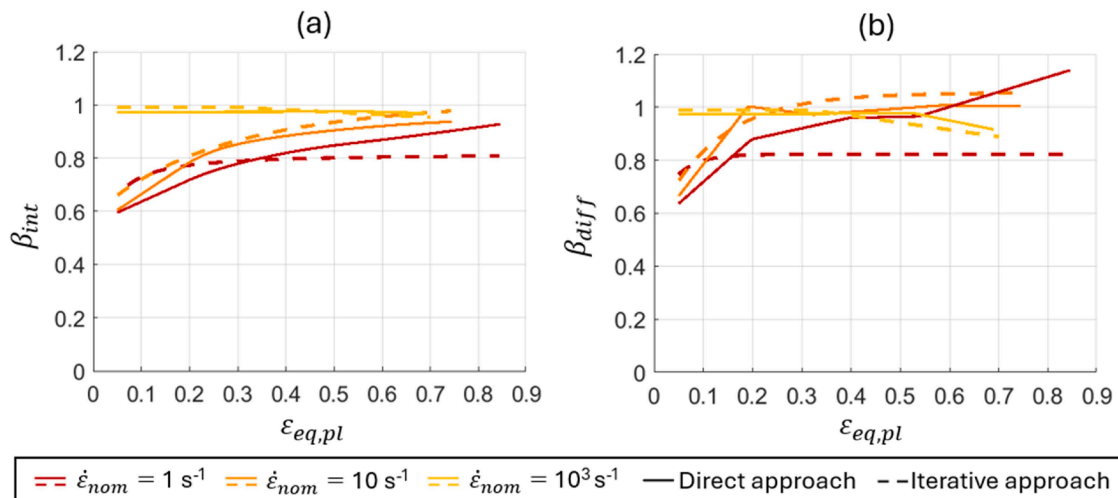 (a)
(b)
1.2
1
0.8
0.6
0.4
0.2
0
β_int
0 0.1 0.2 0.3 0.4 0.5 0.6 0.7 0.8 0.9
ε_eq,pl
1.2
1
0.8
0.6
0.4
0.2
0
β_diff
0 0.1 0.2 0.3 0.4 0.5 0.6 0.7 0.8 0.9
ε_eq,pl
ε̇_nom = 1 s⁻¹ ε̇_nom = 10 s⁻¹ ε̇_nom = 10³ s⁻¹ Direct approach Iterative approach